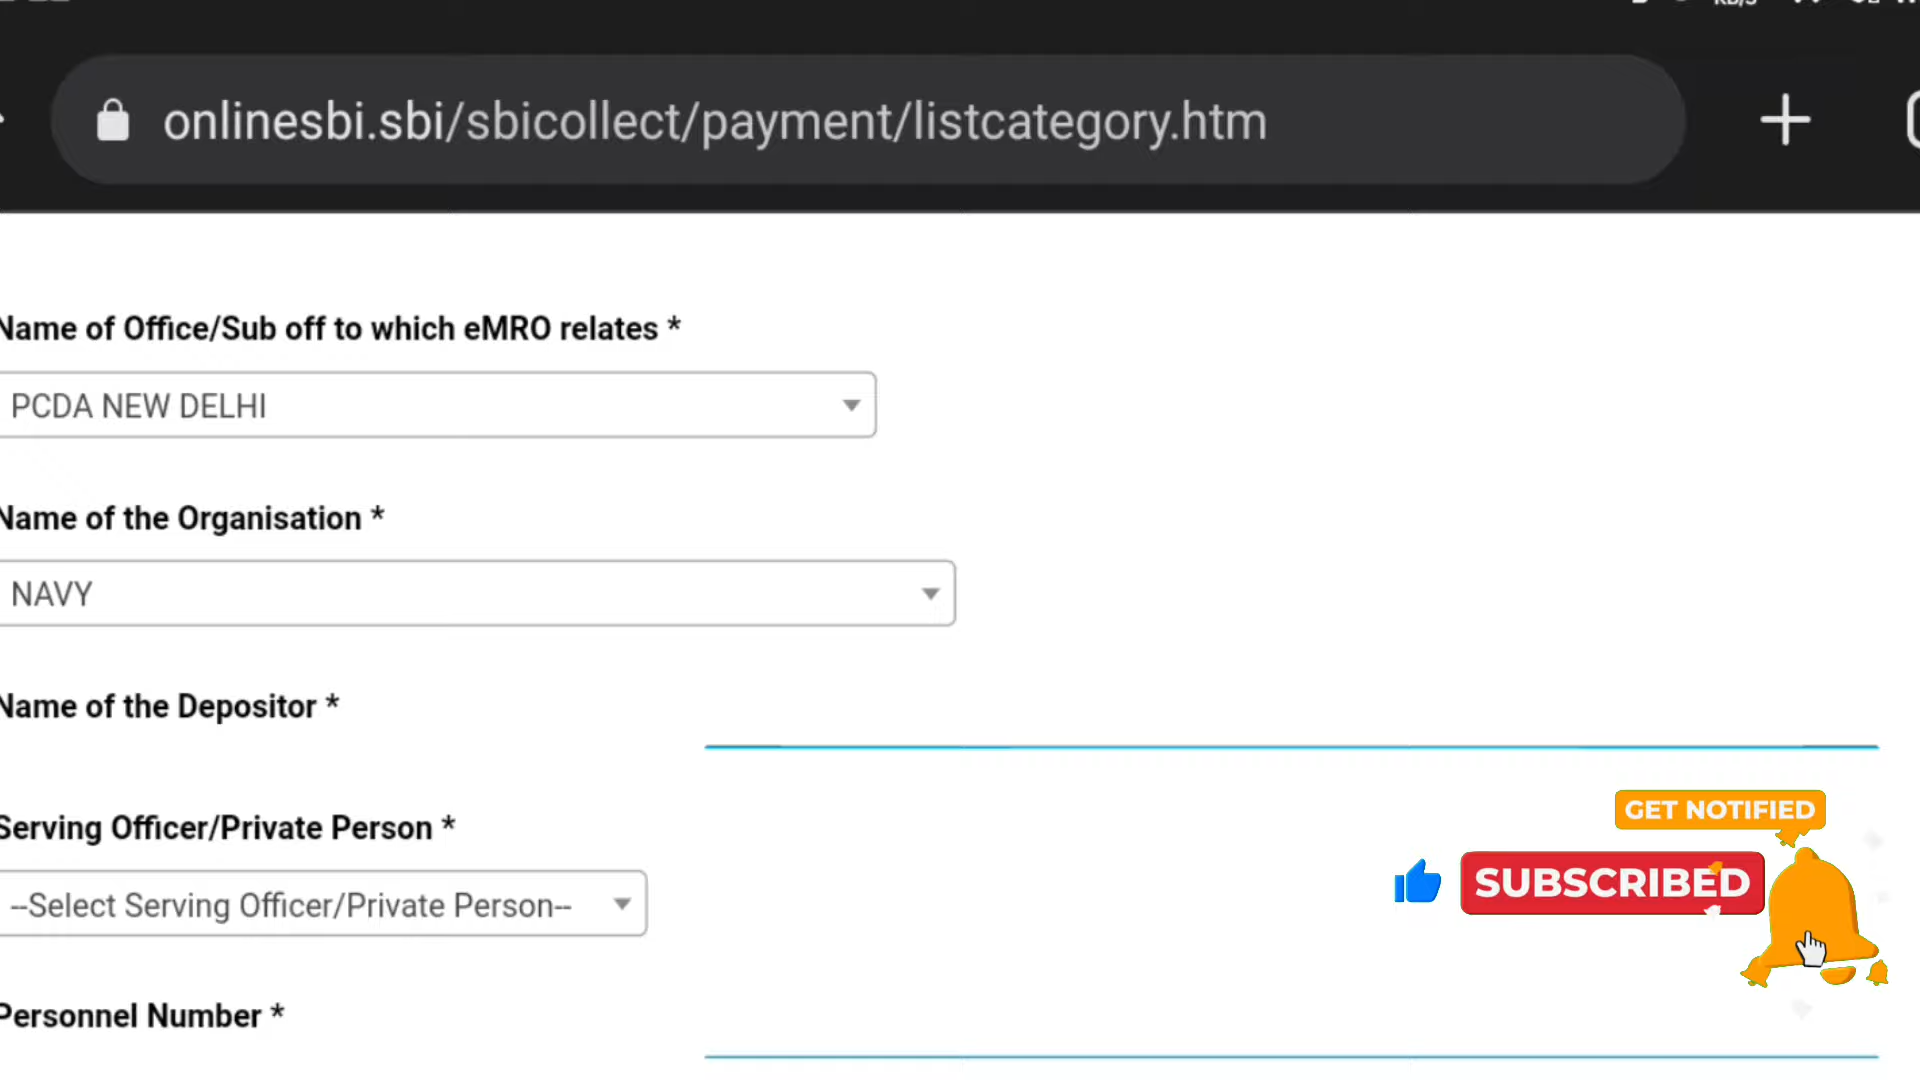 onlinesbi.sbi/sbicollect/payment/listcategory.htm
Name of Office/Sub off to which eMRO relates *
PCDA NEW DELHI
Name of the Organisation *
NAVY
Name of the Depositor *
Serving Officer/Private Person *
--Select Serving Officer/Private Person--
GET NOTIFIED
SUBSCRIBED
Personnel Number *